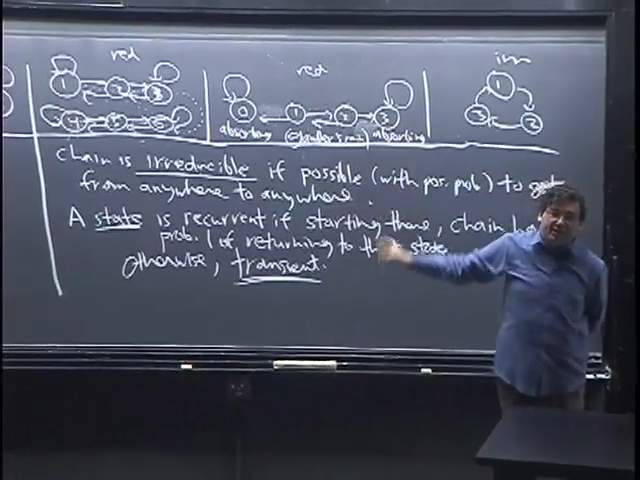 red
red
irr
1 2 3
4 5 6
0 1 2 3
1
3 2
absorbing (Gambler's ruin) absorbing
chain is irreducible if possible (with pos. prob) to get
from anywhere to anywhere.
A state is recurrent if starting there, chain has
prob. 1 of returning to that state.
Otherwise, transient.